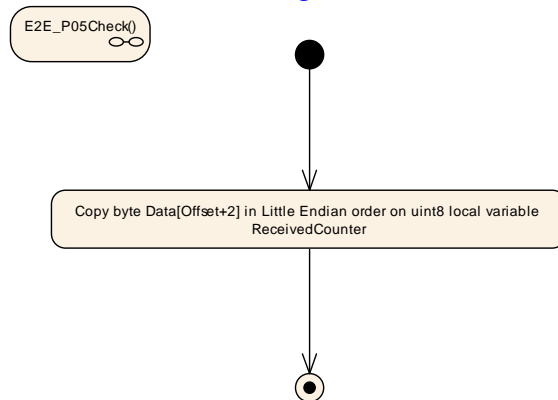 E2E_P05Check()
Copy byte Data[Offset+2] in Little Endian order on uint8 local variable
ReceivedCounter